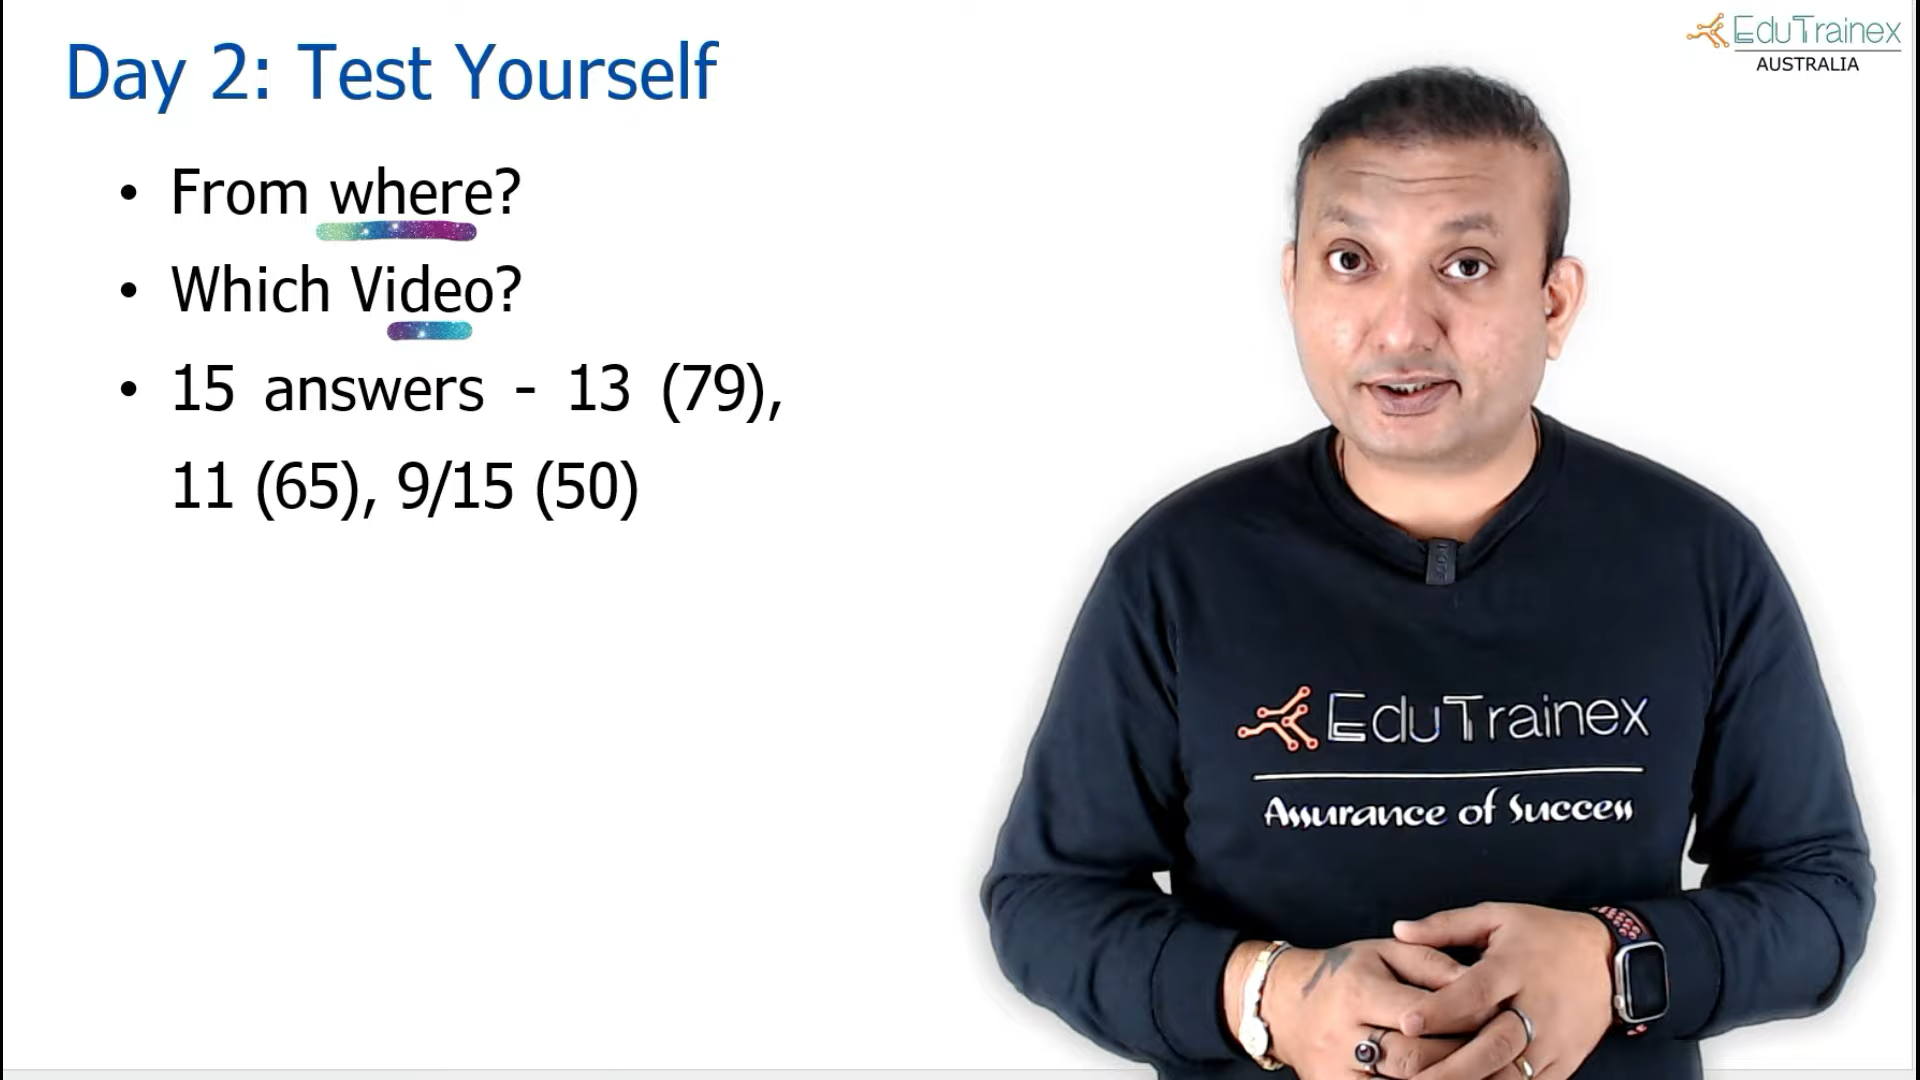 Day 2: Test Yourself
EduTrainex
AUSTRALIA
• From where?
• Which Video?
• 15 answers - 13 (79),
11 (65), 9/15 (50)
EduTrainex
Assurance of Success